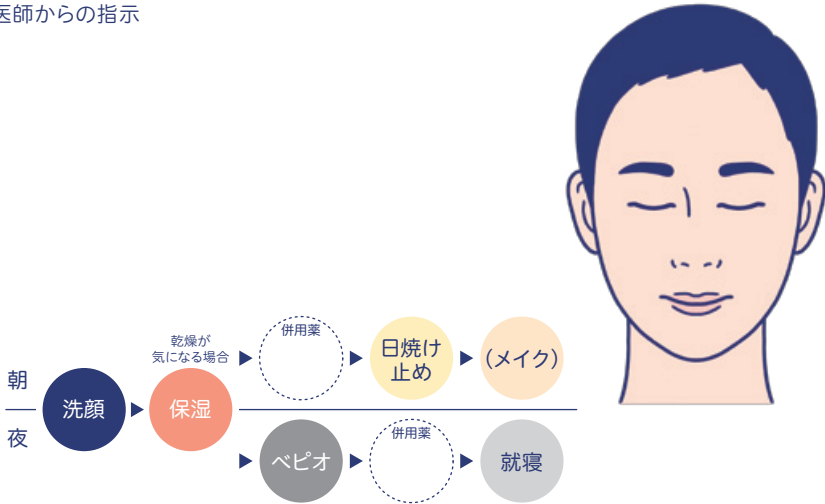 医師からの指示
朝
夜
洗顔
乾燥が
気になる場合
保湿
併用薬
日焼け
止め
(メイク)
ベピオ
併用薬
就寝